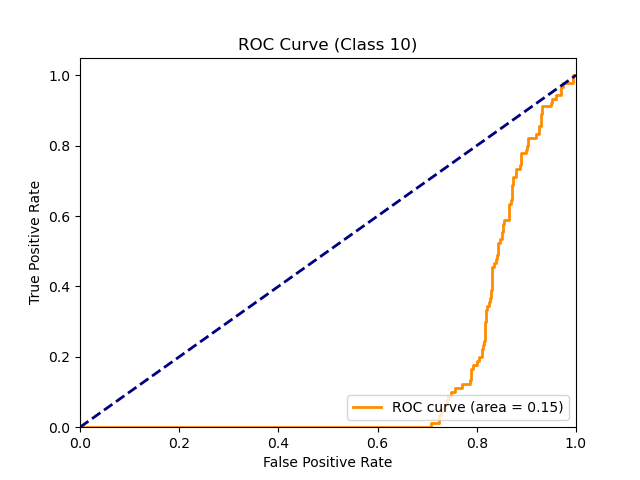 ROC Curve (Class 10)
True Positive Rate
1.0
0.8
0.6
0.4
0.2
0.0
ROC curve (area = 0.15)
0.0 0.2 0.4 0.6 0.8 1.0
False Positive Rate